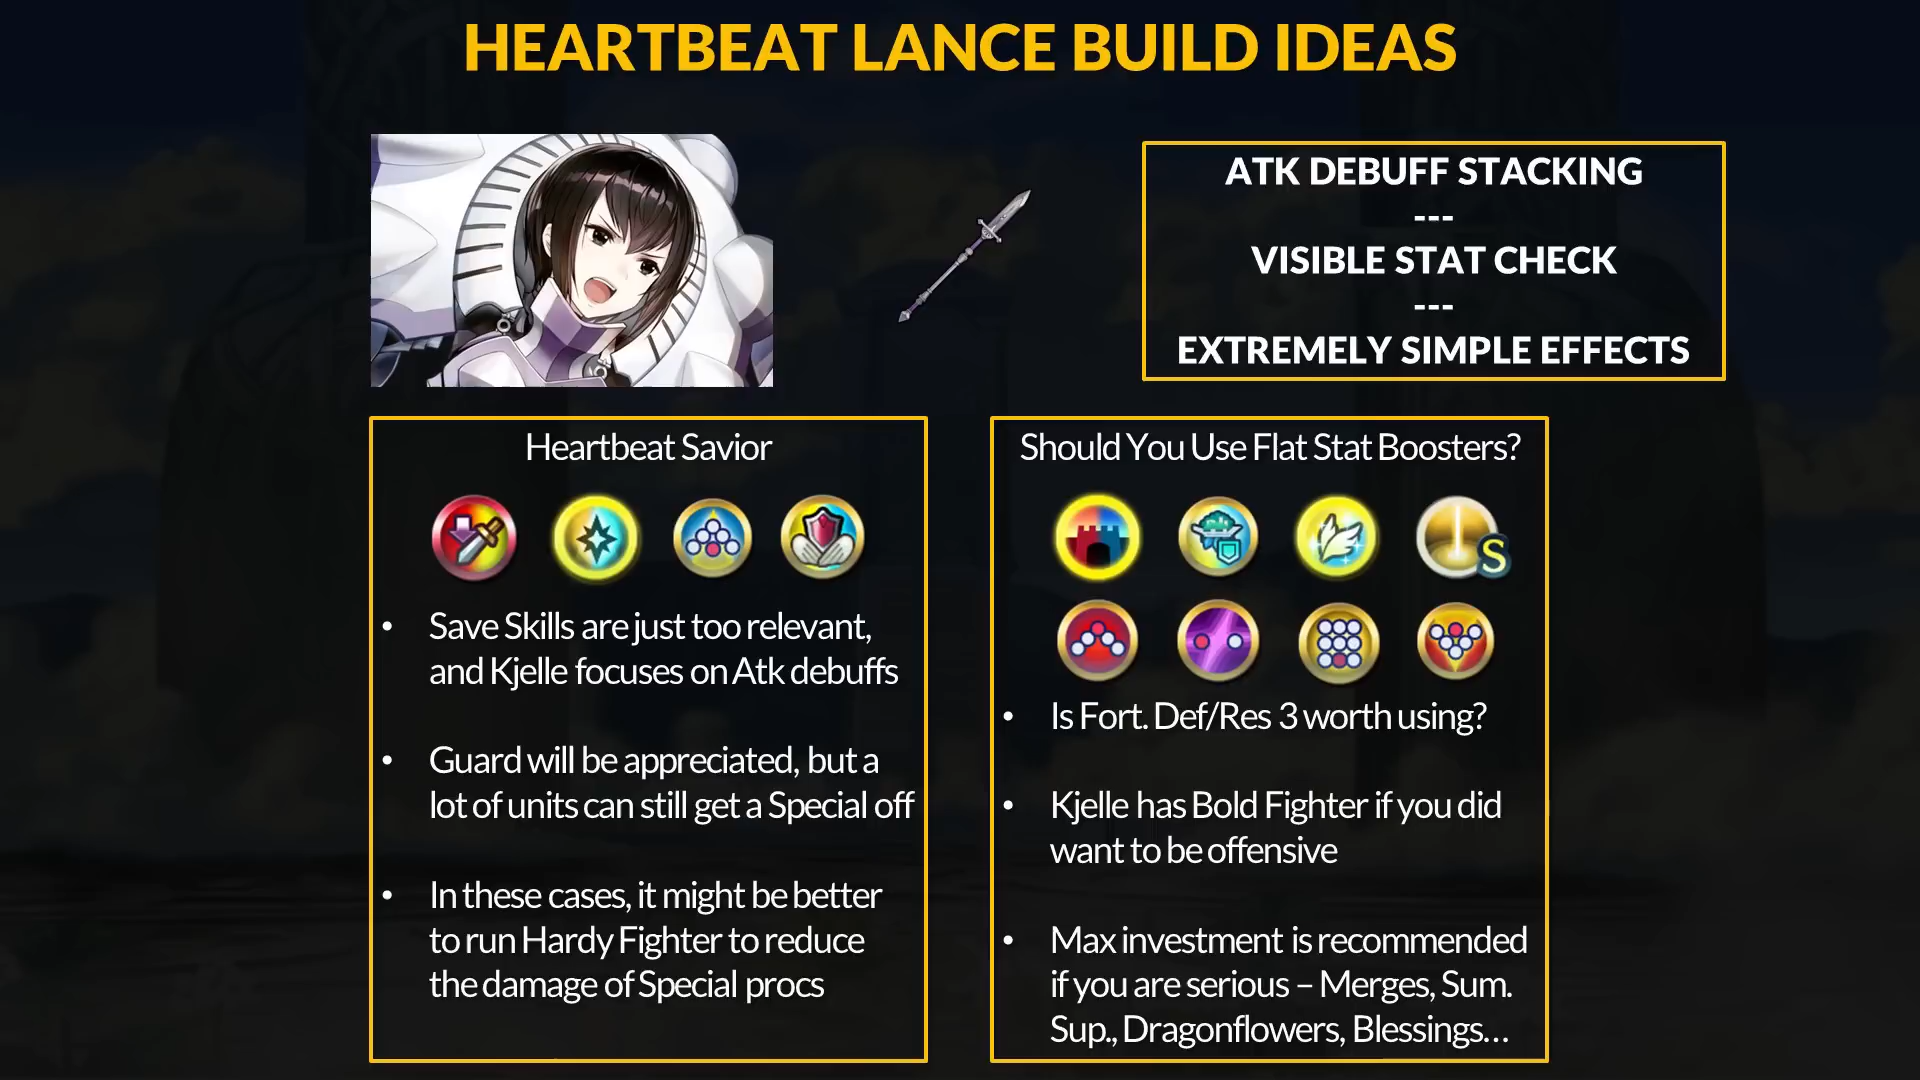 HEARTBEAT LANCE BUILD IDEAS
ATK DEBUFF STACKING
---
VISIBLE STAT CHECK
---
EXTREMELY SIMPLE EFFECTS
Heartbeat Savior
• Save Skills are just too relevant,
and Kjelle focuses on Atk debuffs
• Guard will be appreciated, but a
lot of units can still get a Special off
• In these cases, it might be better
to run Hardy Fighter to reduce
the damage of Special procs
Should You Use Flat Stat Boosters?
S
• Is Fort. Def/Res 3 worth using?
• Kjelle has Bold Fighter if you did
want to be offensive
• Max investment is recommended
if you are serious – Merges, Sum.
Sup., Dragonflowers, Blessings…